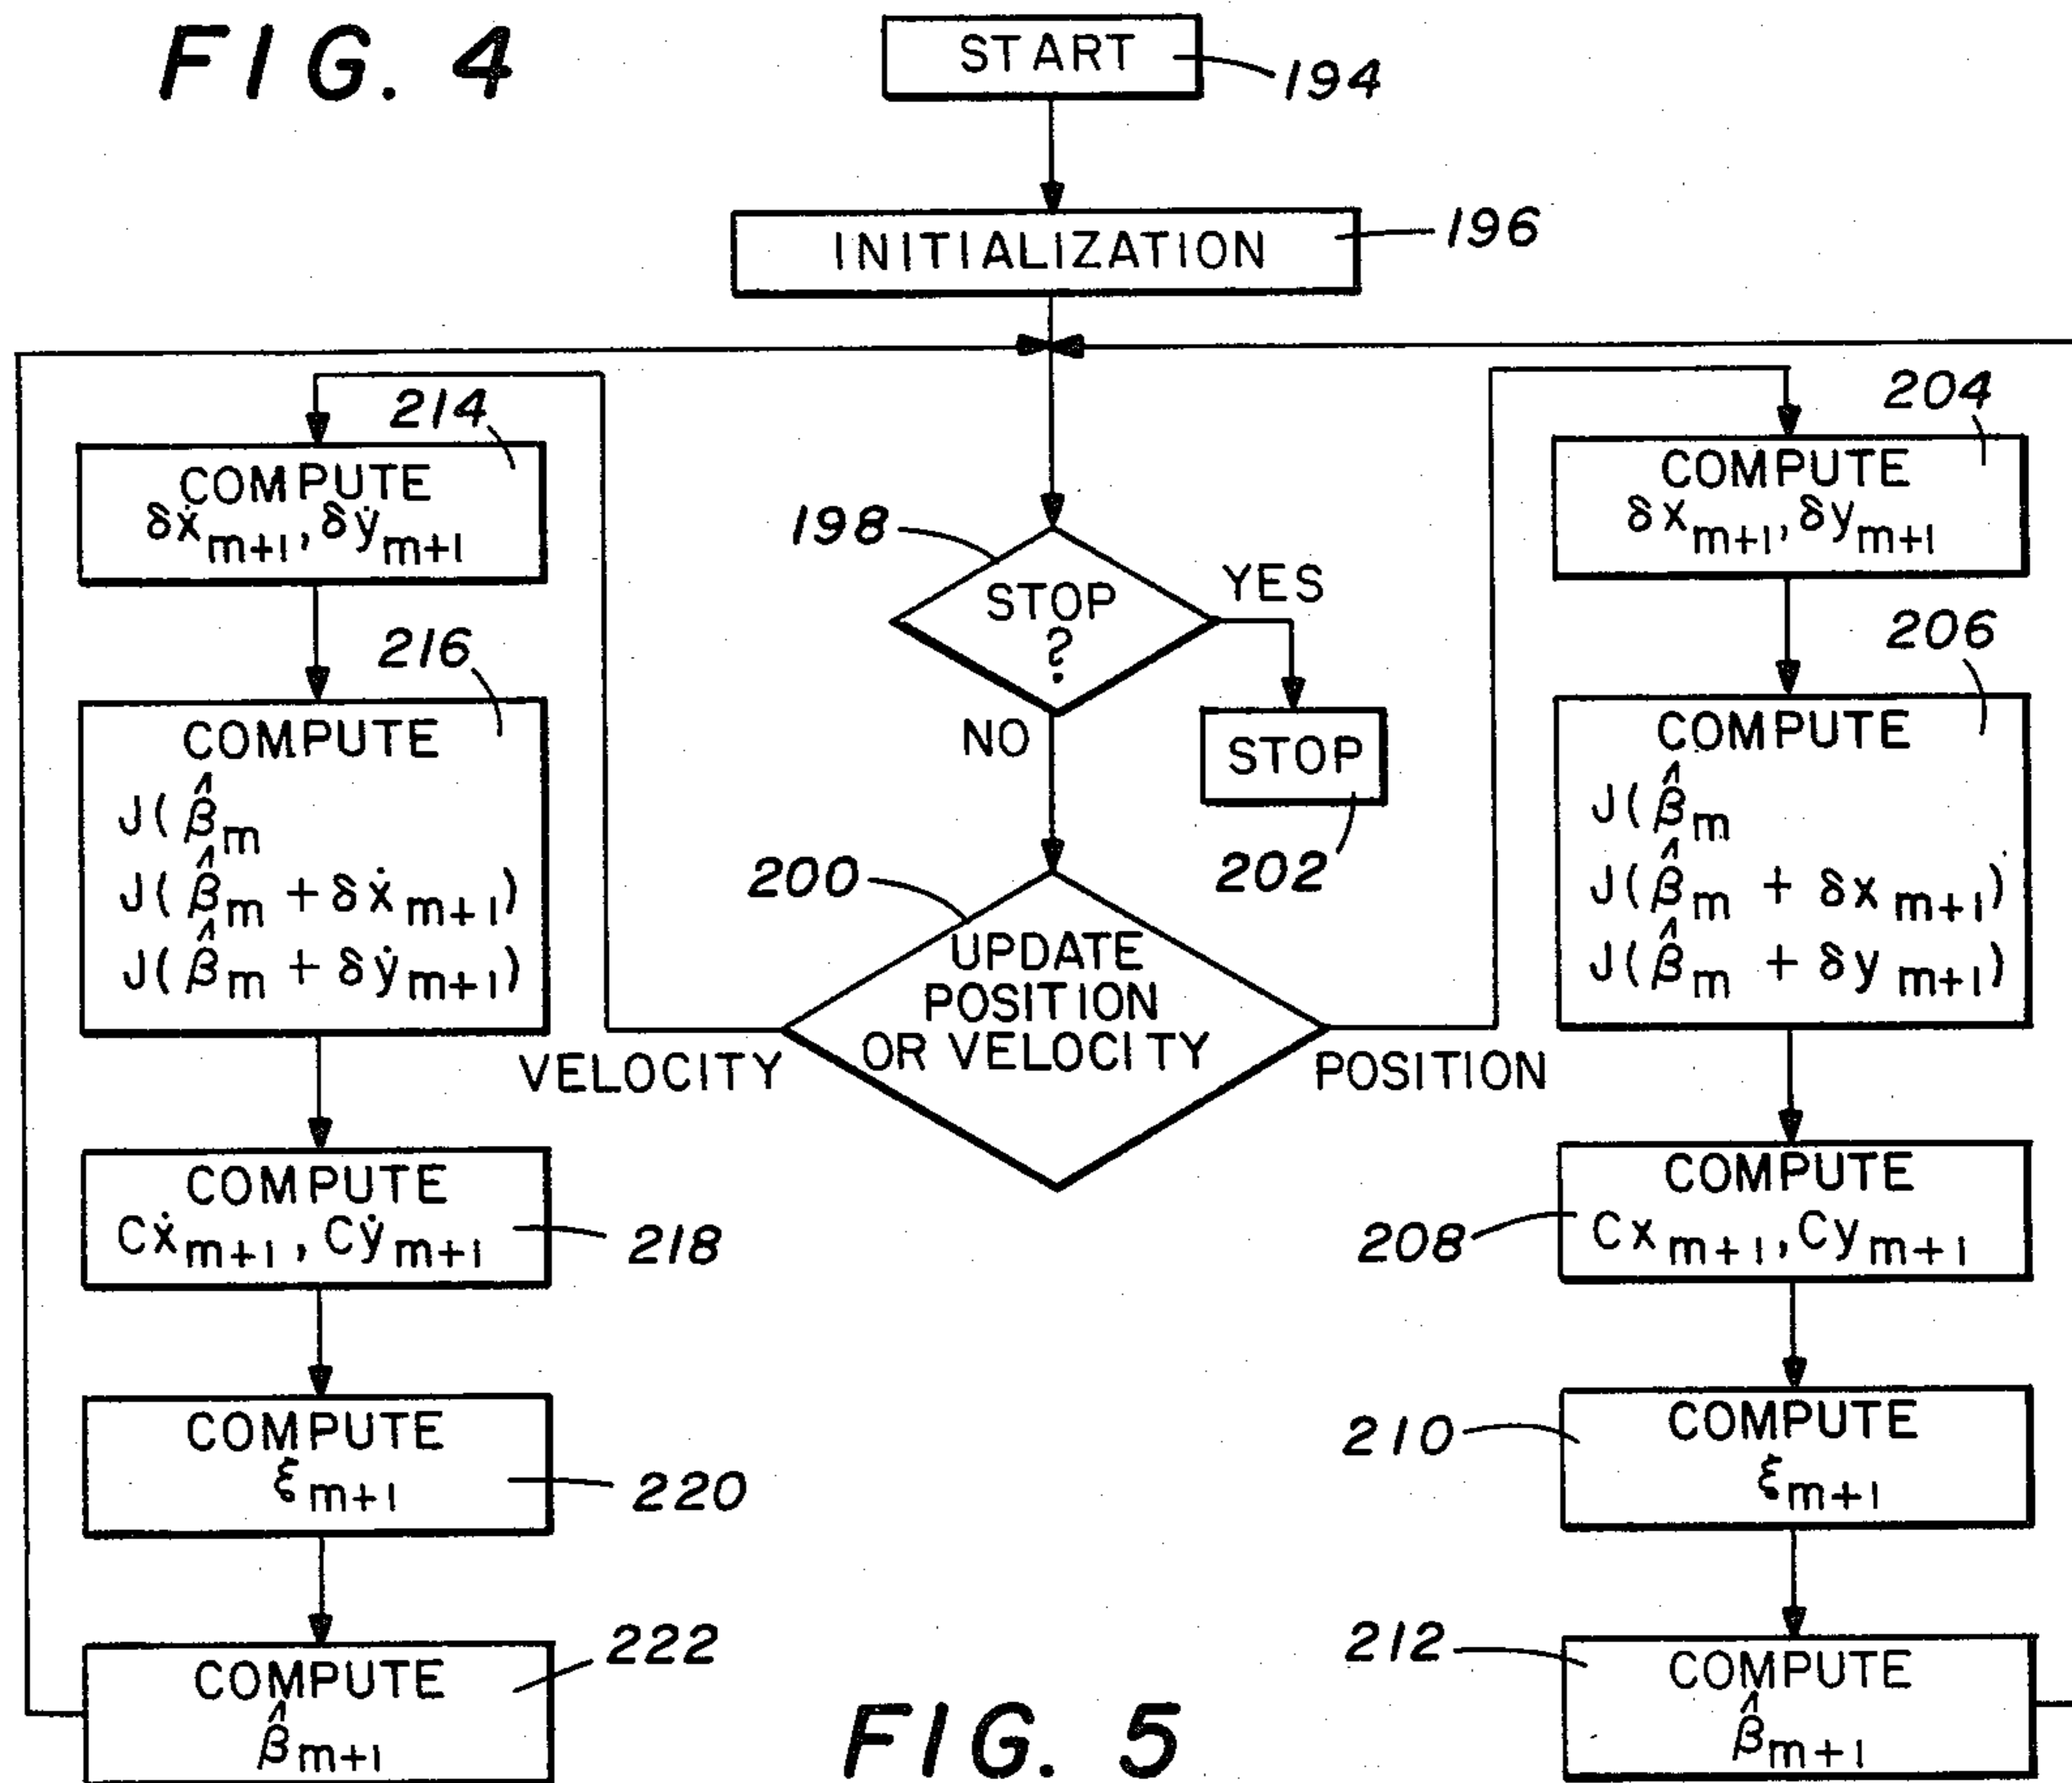 FIG. 4
START
194
INITIALIZATION
196
214
COMPUTE
δẋm+1, δẏm+1
216
COMPUTE
J(β̂m
J(β̂m + δẋm+1)
J(β̂m + δẏm+1)
COMPUTE
Cẋm+1, Cẏm+1
218
COMPUTE
ξm+1
220
COMPUTE
β̂m+1
222
198
STOP
?
YES
NO
STOP
202
200
UPDATE
POSITION
OR VELOCITY
VELOCITY
POSITION
204
COMPUTE
δxm+1, δym+1
206
COMPUTE
J(β̂m
J(β̂m + δxm+1)
J(β̂m + δym+1)
COMPUTE
Cxm+1, Cym+1
208
COMPUTE
ξm+1
210
COMPUTE
β̂m+1
212
FIG. 5